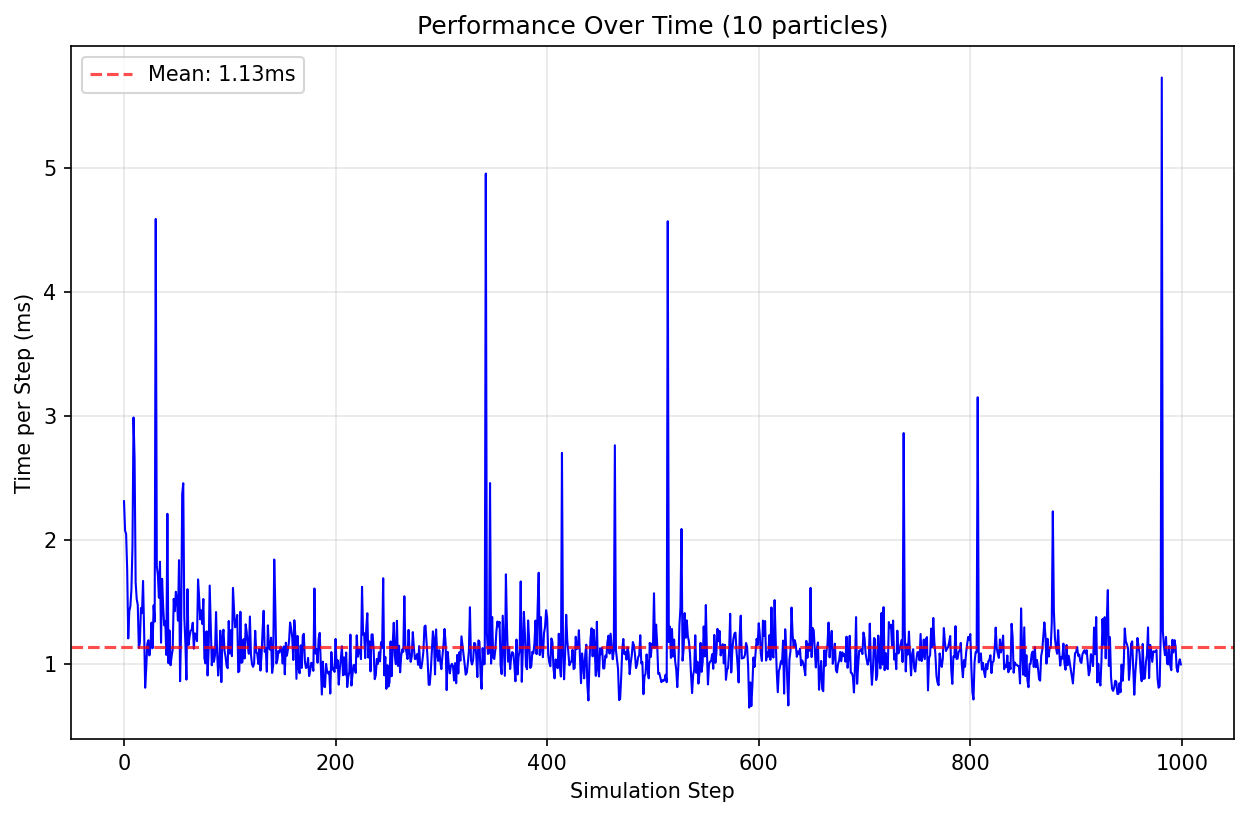 Performance Over Time (10 particles)
Mean: 1.13ms
Time per Step (ms)
5
4
3
2
1
0
200
400
600
800
1000
Simulation Step